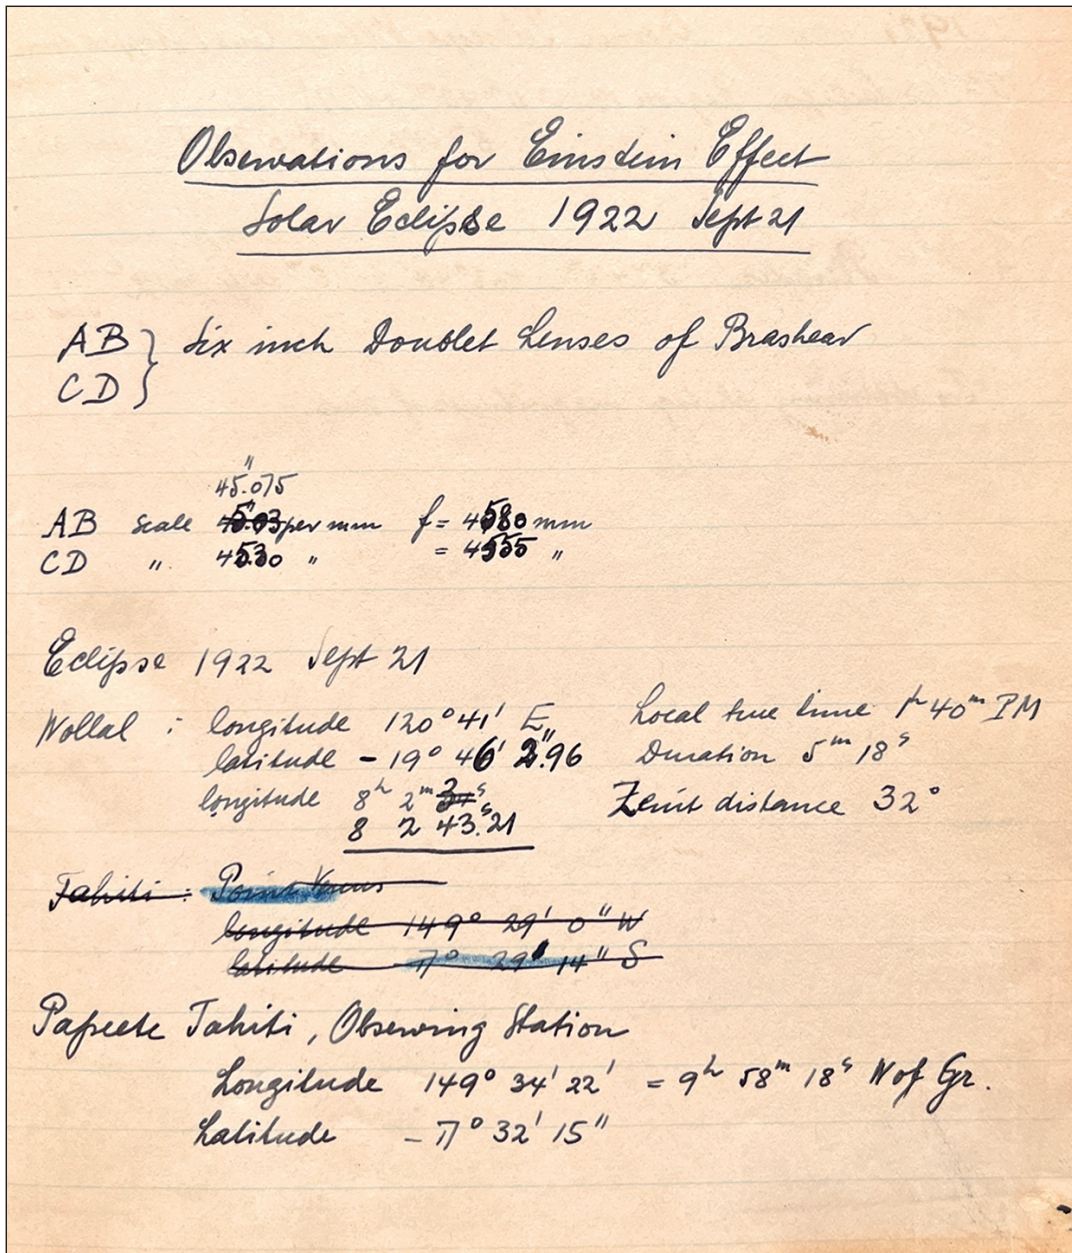 Observations for Einstein Effect
Solar Eclipse 1922 Sept 21
AB } Six inch Doublet Lenses of Brashear
CD }
45″.075
AB scale 45″.03 per mm f = 4580 mm
CD " 45.30 " = 4555 "
Eclipse 1922 Sept 21
Wollal : longitude 120° 41' E, Local true time 1h 40m PM
latitude - 19° 46' 2″.96 Duration 5m 18s
longitude 8h 2m s Zenit distance 32°
8 2 43s.21
Tahiti : Point Venus
longitude 149° 29' 0" W
latitude 17° 29' 14" S
Papeete Tahiti, Observing Station
Longitude 149° 34' 22' = 9h 58m 18s W of Gr.
Latitude - 17° 32' 15"